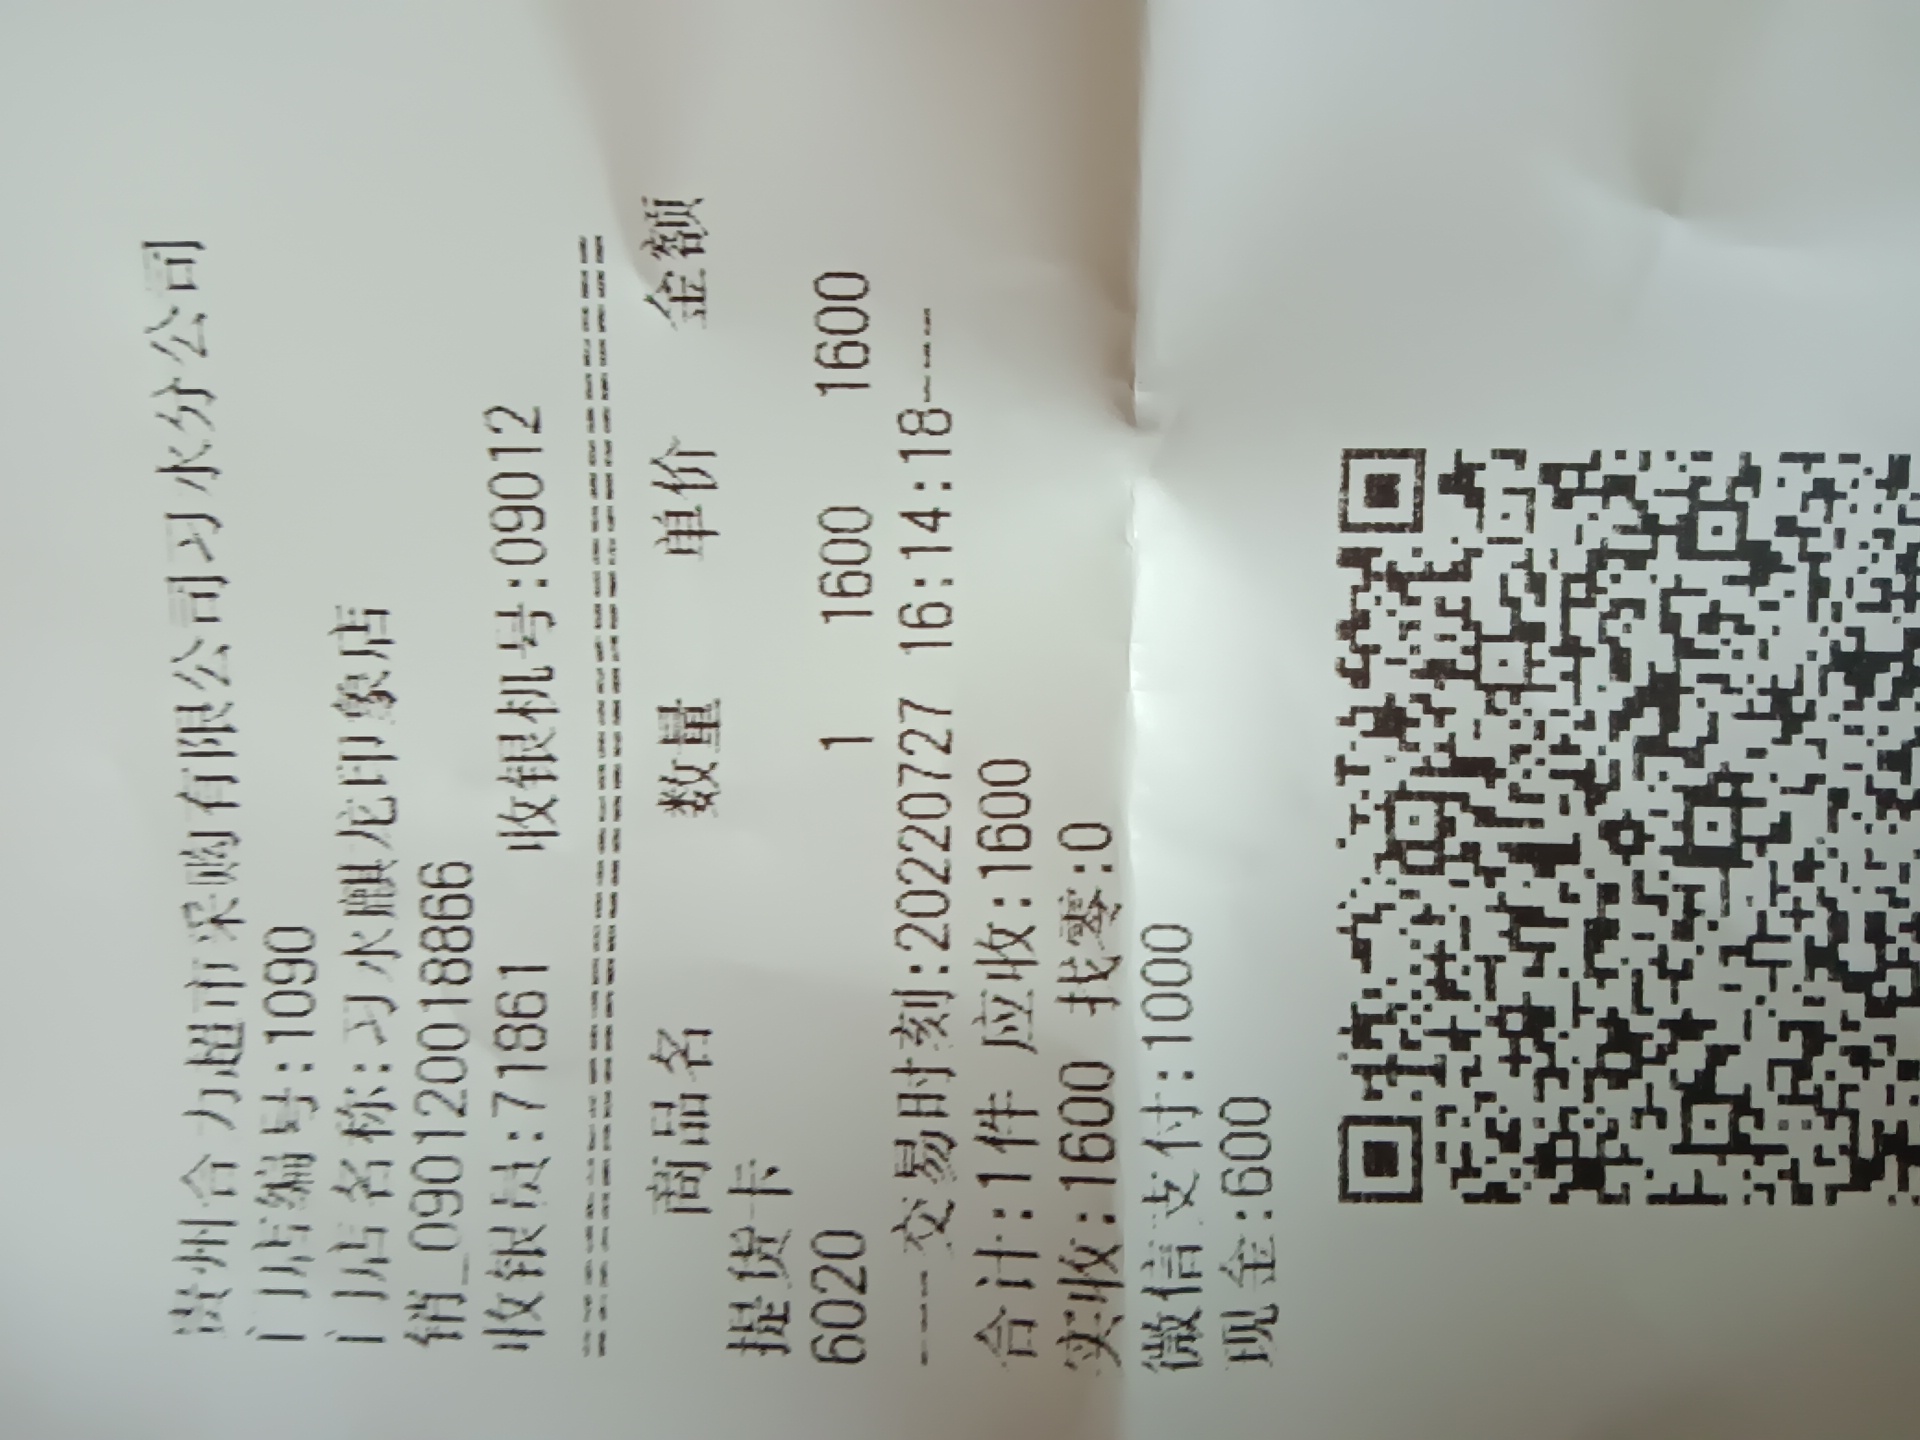 贵州合力超市采购有限公司习水分公司
门店编号:1090
门店名称:习水麒龙印象店
销_090120018866
收银员:71861 收银机号:09012
================================
商品名 数量 单价 金额
提货卡
6020 1 1600 1600
----交易时刻:20220727 16:14:18----
合计:1件 应收:1600
实收:1600 找零:0
微信支付:1000
现金:600